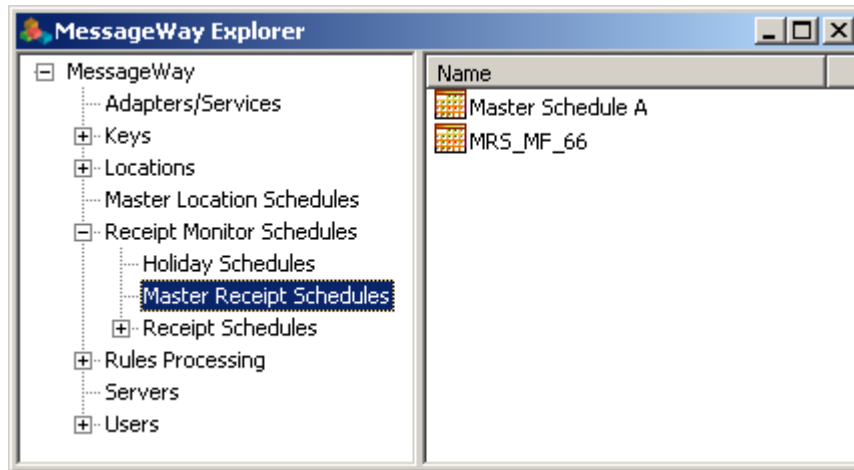 MessageWay Explorer
MessageWay
Adapters/Services
Keys
Locations
Master Location Schedules
Receipt Monitor Schedules
Holiday Schedules
Master Receipt Schedules
Receipt Schedules
Rules Processing
Servers
Users
Name
Master Schedule A
MRS_MF_66